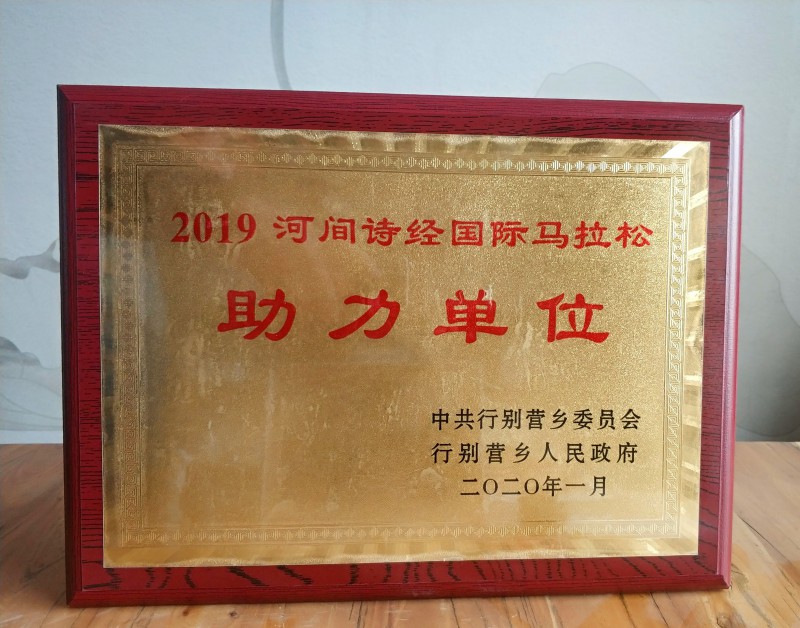 2019 河间诗经国际马拉松
助力单位
中共行别营乡委员会
行别营乡人民政府
二〇二〇年一月